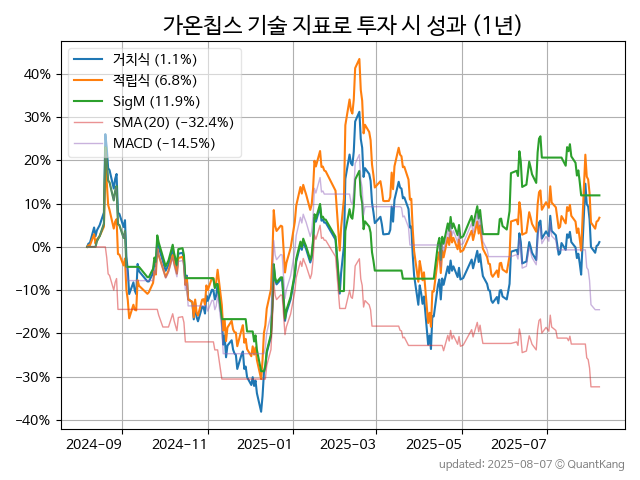 가온칩스 기술 지표로 투자 시 성과 (1년)
거치식 (1.1%)
적립식 (6.8%)
SigM (11.9%)
SMA(20) (−32.4%)
MACD (−14.5%)
40%
30%
20%
10%
0%
−10%
−20%
−30%
−40%
2024-09 2024-11 2025-01 2025-03 2025-05 2025-07
updated: 2025-08-07 © QuantKang